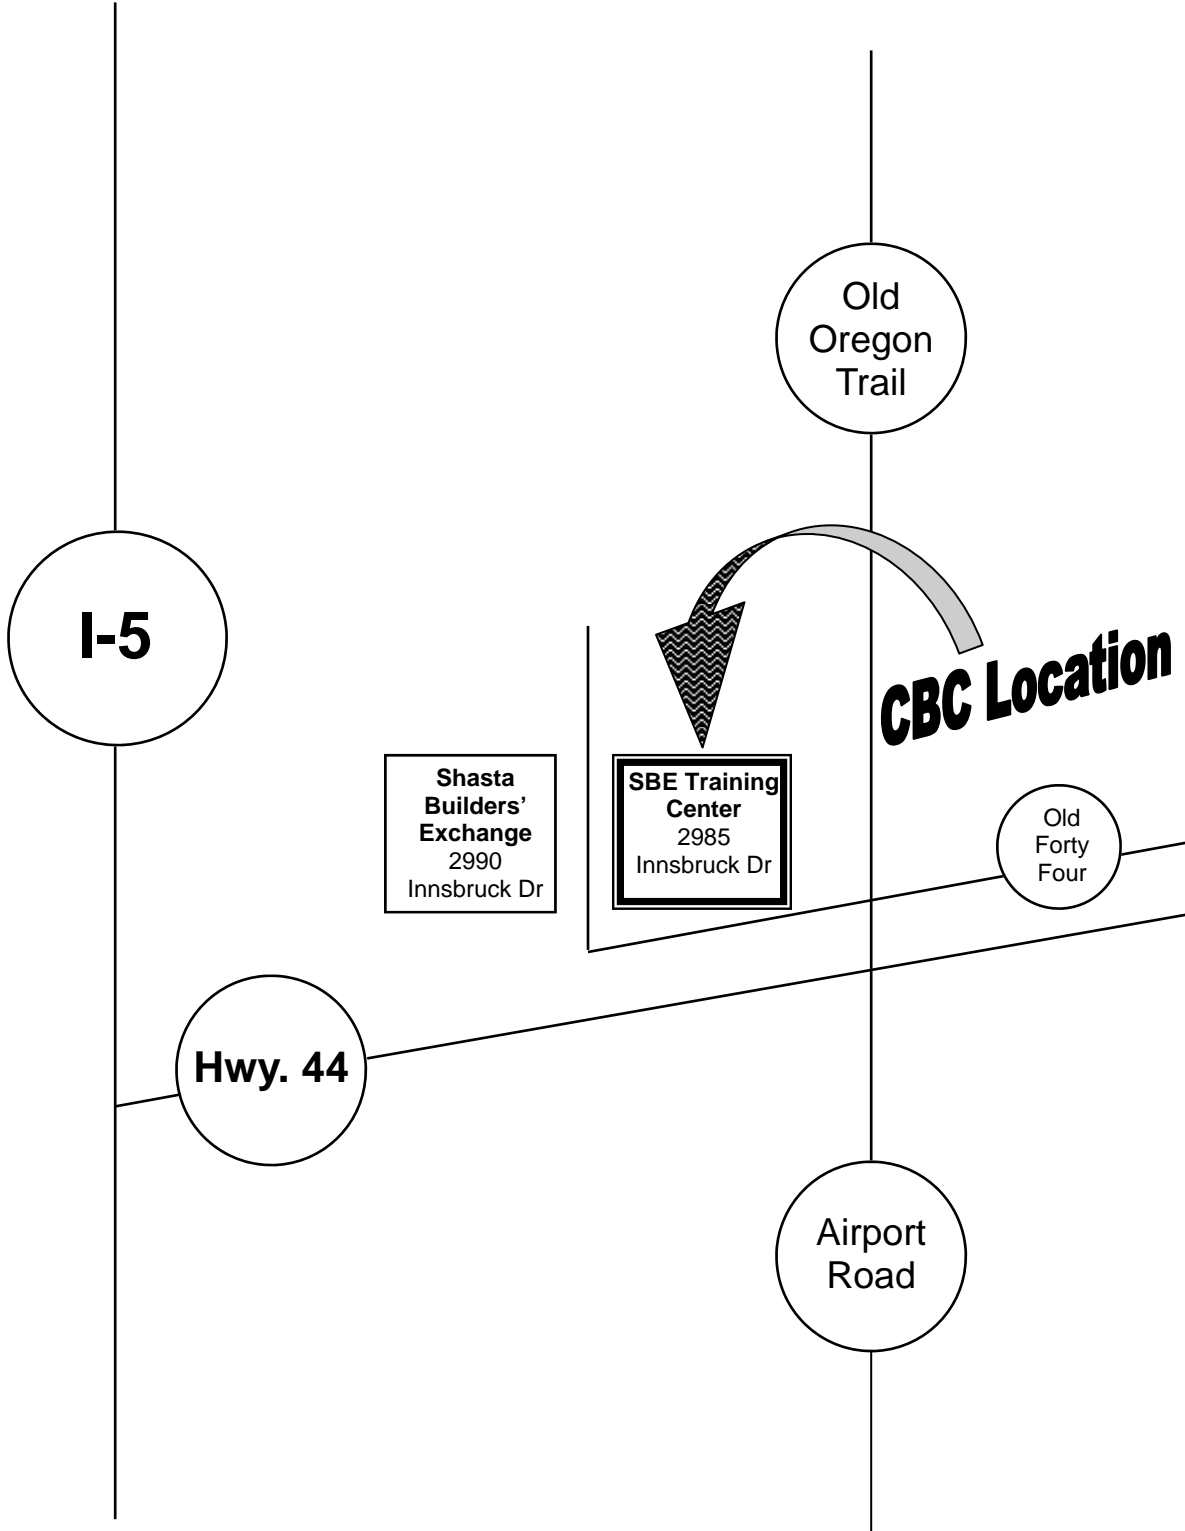 Old
Oregon
Trail
I-5
CBC Location
Shasta
Builders’
Exchange
2990
Innsbruck Dr
SBE Training
Center
2985
Innsbruck Dr
Old
Forty
Four
Hwy. 44
Airport
Road